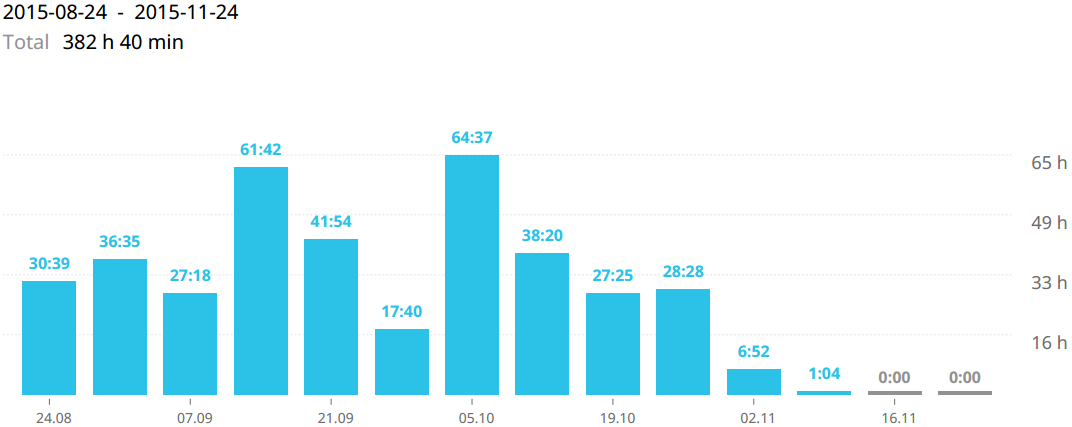 2015-08-24 - 2015-11-24
Total 382 h 40 min
64:37
61:42
65 h
41:54
49 h
36:35
38:20
30:39
27:18
27:25
28:28
33 h
17:40
16 h
6:52
1:04
0:00
0:00
24.08 07.09 21.09 05.10 19.10 02.11 16.11